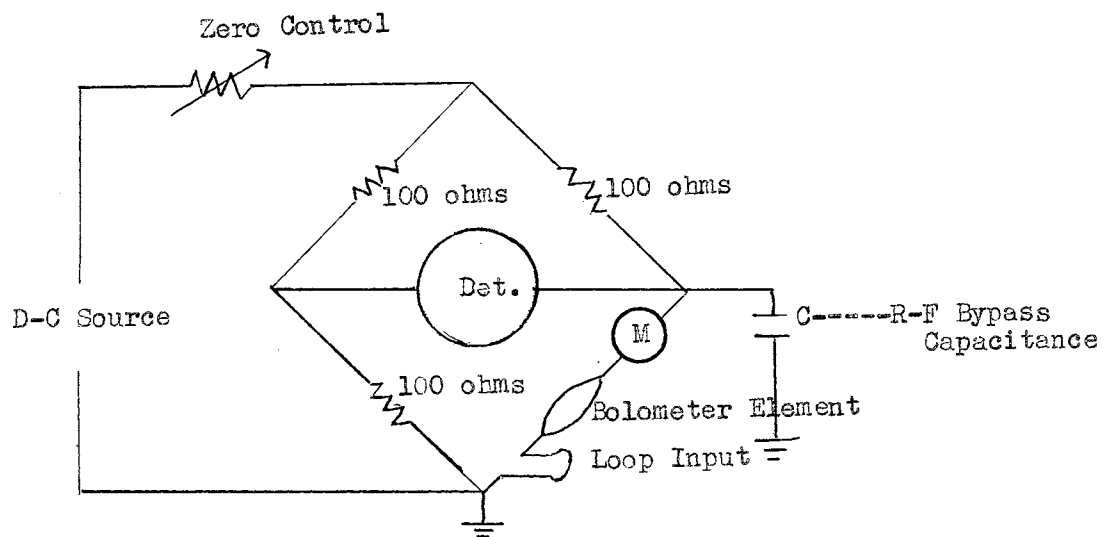 Zero Control
100 ohms
100 ohms
Det.
D-C Source
C-----R-F Bypass
Capacitance
M
100 ohms
Bolometer Element
Loop Input